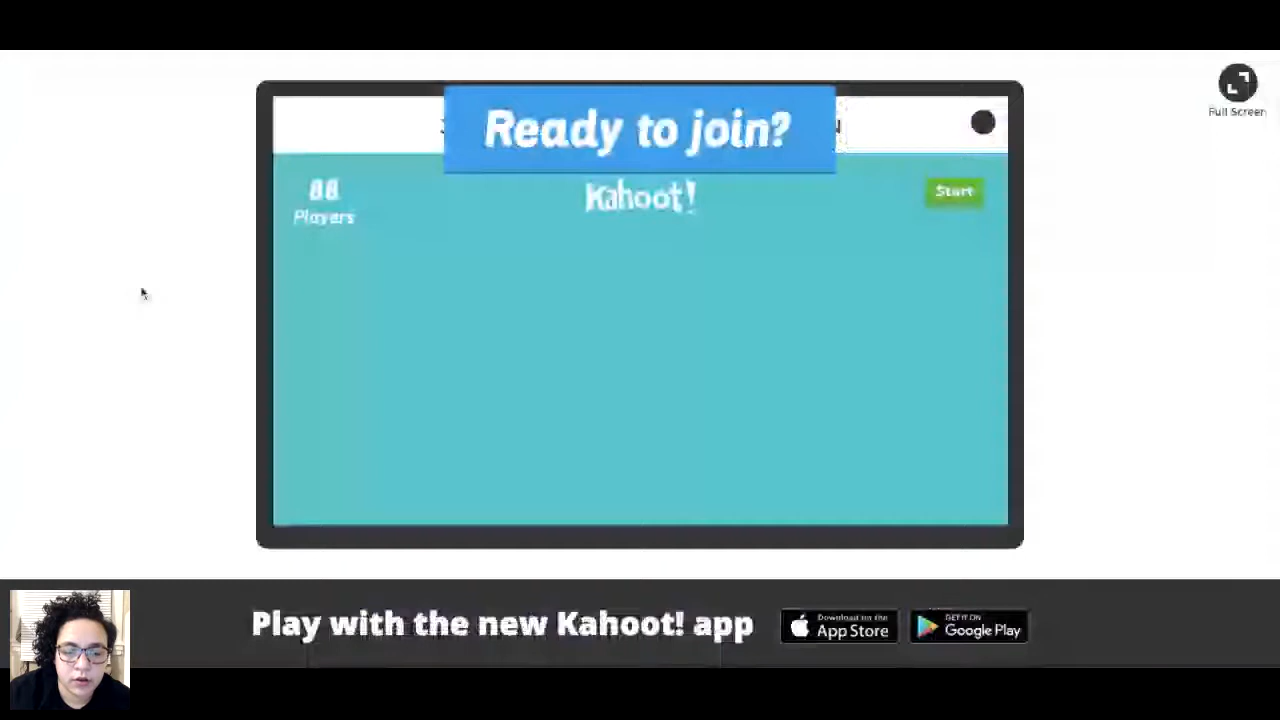 Ready to join?
Full Screen
88
Players
Kahoot!
Start
Play with the new Kahoot! app
Download on the
App Store
GET IT ON
Google Play